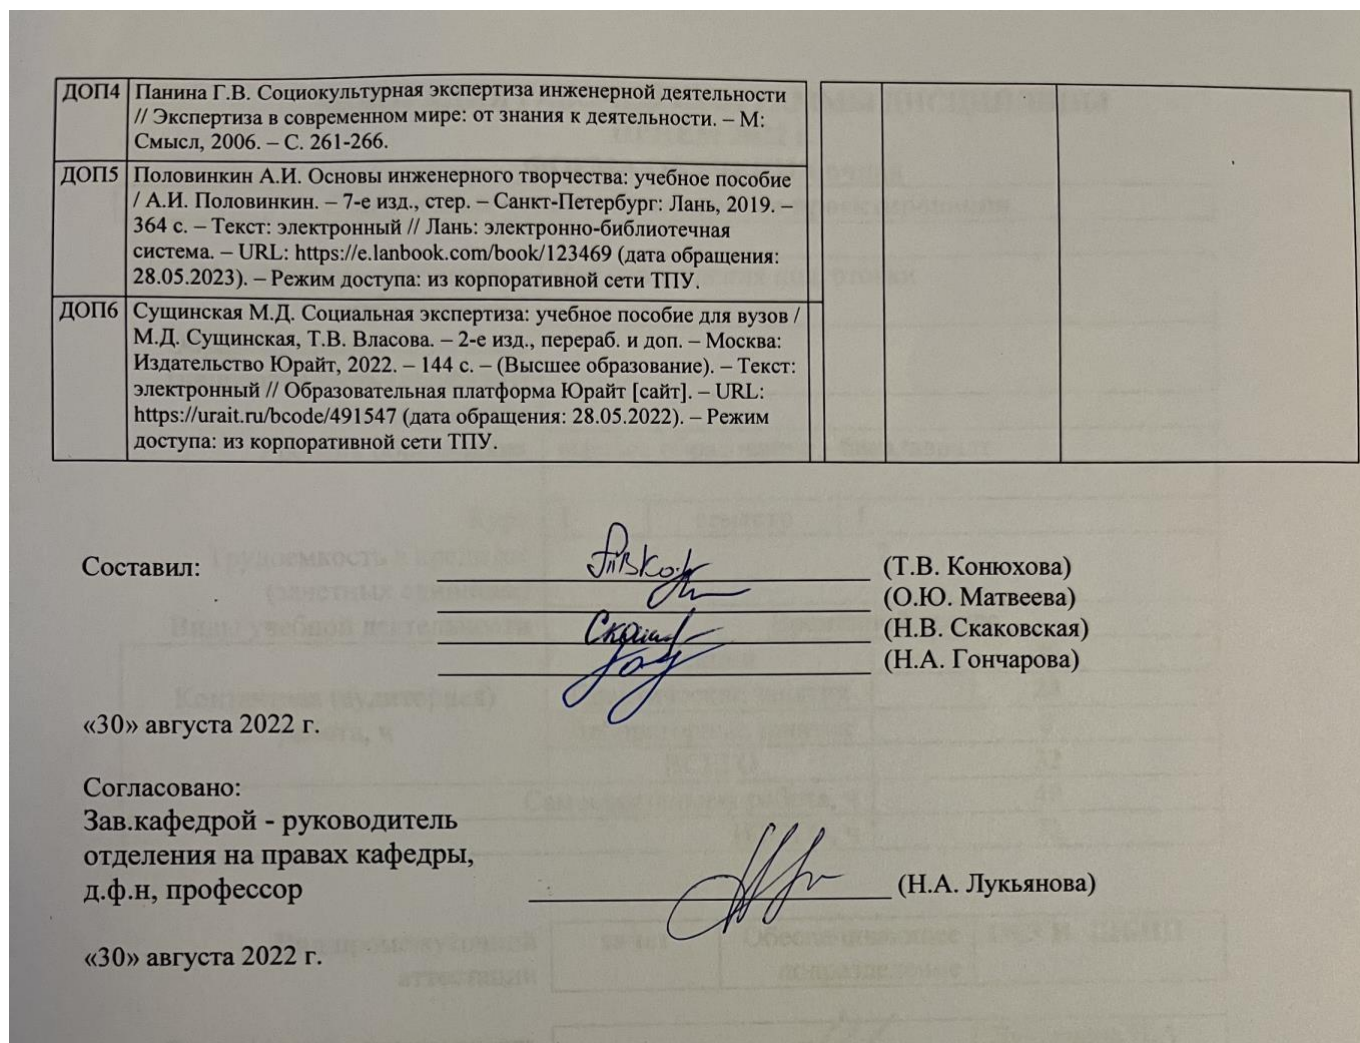 ДОП4 Панина Г.В. Социокультурная экспертиза инженерной деятельности
// Экспертиза в современном мире: от знания к деятельности. – М:
Смысл, 2006. – С. 261-266.
ДОП5 Половинкин А.И. Основы инженерного творчества: учебное пособие
/ А.И. Половинкин. – 7-е изд., стер. – Санкт-Петербург: Лань, 2019. –
364 с. – Текст: электронный // Лань: электронно-библиотечная
система. – URL: https://e.lanbook.com/book/123469 (дата обращения:
28.05.2023). – Режим доступа: из корпоративной сети ТПУ.
ДОП6 Сущинская М.Д. Социальная экспертиза: учебное пособие для вузов /
М.Д. Сущинская, Т.В. Власова. – 2-е изд., перераб. и доп. – Москва:
Издательство Юрайт, 2022. – 144 с. – (Высшее образование). – Текст:
электронный // Образовательная платформа Юрайт [сайт]. – URL:
https://urait.ru/bcode/491547 (дата обращения: 28.05.2022). – Режим
доступа: из корпоративной сети ТПУ.
Составил: (Т.В. Конюхова)
(О.Ю. Матвеева)
(Н.В. Скаковская)
(Н.А. Гончарова)
«30» августа 2022 г.
Согласовано:
Зав.кафедрой - руководитель
отделения на правах кафедры,
д.ф.н, профессор (Н.А. Лукьянова)
«30» августа 2022 г.